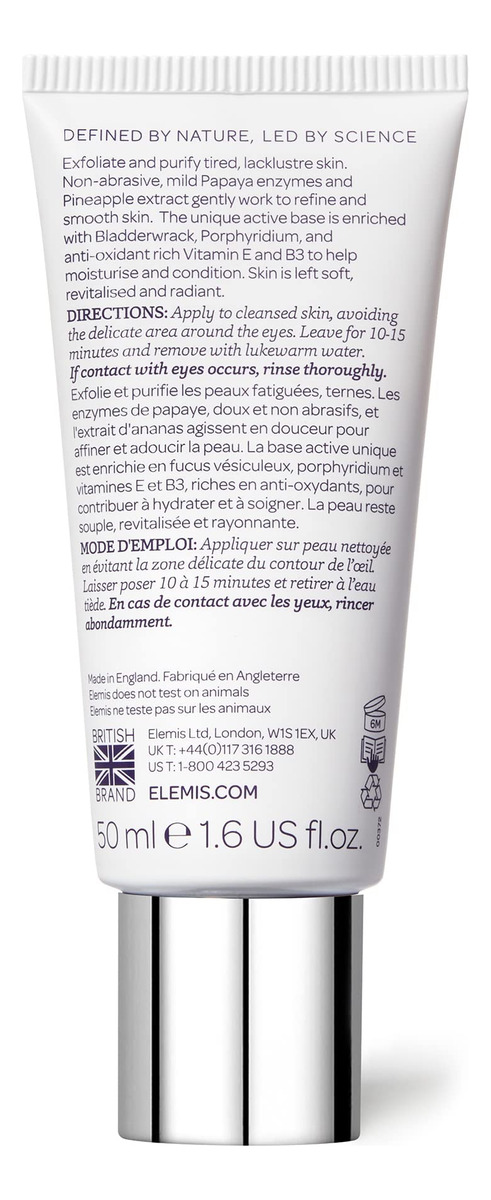 DEFINED BY NATURE, LED BY SCIENCE
Exfoliate and purify tired, lacklustre skin.
Non-abrasive, mild Papaya enzymes and
Pineapple extract gently work to refine and
smooth skin. The unique active base is enriched
with Bladderwrack, Porphyridium, and
anti-oxidant rich Vitamin E and B3 to help
moisturise and condition. Skin is left soft,
revitalised and radiant.
DIRECTIONS: Apply to cleansed skin, avoiding
the delicate area around the eyes. Leave for 10-15
minutes and remove with lukewarm water.
If contact with eyes occurs, rinse thoroughly.
Exfolie et purifie les peaux fatiguées, ternes. Les
enzymes de papaye, doux et non abrasifs, et
l'extrait d'ananas agissent en douceur pour
affiner et adoucir la peau. La base active unique
est enrichie en fucus vésiculeux, porphyridium et
vitamines E et B3, riches en anti-oxydants, pour
contribuer à hydrater et à soigner. La peau reste
souple, revitalisée et rayonnante.
MODE D'EMPLOI: Appliquer sur peau nettoyée
en évitant la zone délicate du contour de l'œil.
Laisser poser 10 à 15 minutes et retirer à l'eau
tiède. En cas de contact avec les yeux, rincer
abondamment.
Made in England. Fabriqué en Angleterre
Elemis does not test on animals
Elemis ne teste pas sur les animaux
BRITISH
BRAND
Elemis Ltd, London, W1S 1EX, UK
UK T: +44(0)117 316 1888
US T: 1-800 423 5293
ELEMIS.COM
6M
00372
50 ml e 1.6 US fl.oz.